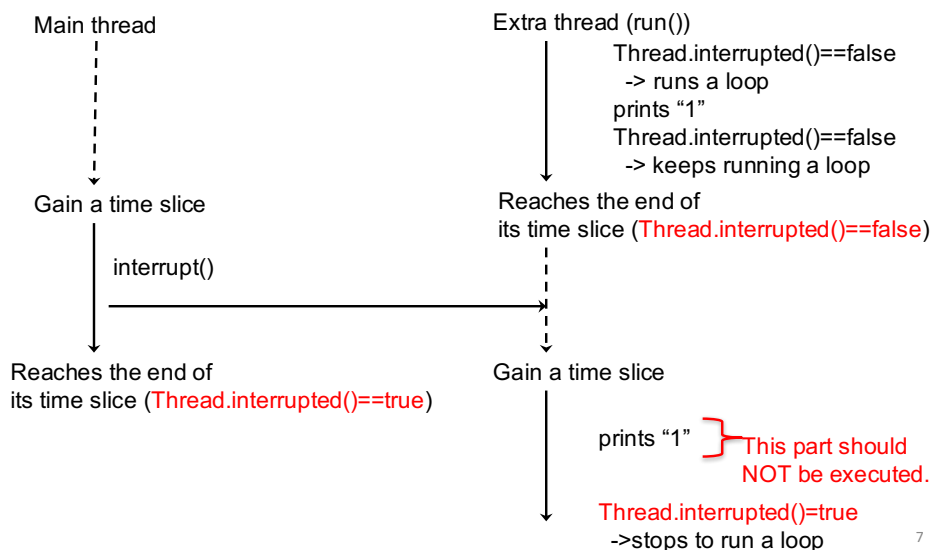 Main thread
Extra thread (run())
Thread.interrupted()==false
-> runs a loop
prints “1”
Thread.interrupted()==false
-> keeps running a loop
Gain a time slice
Reaches the end of
its time slice (Thread.interrupted()==false)
interrupt()
Reaches the end of
its time slice (Thread.interrupted()==true)
Gain a time slice
prints “1”
This part should
NOT be executed.
Thread.interrupted()=true
->stops to run a loop
7